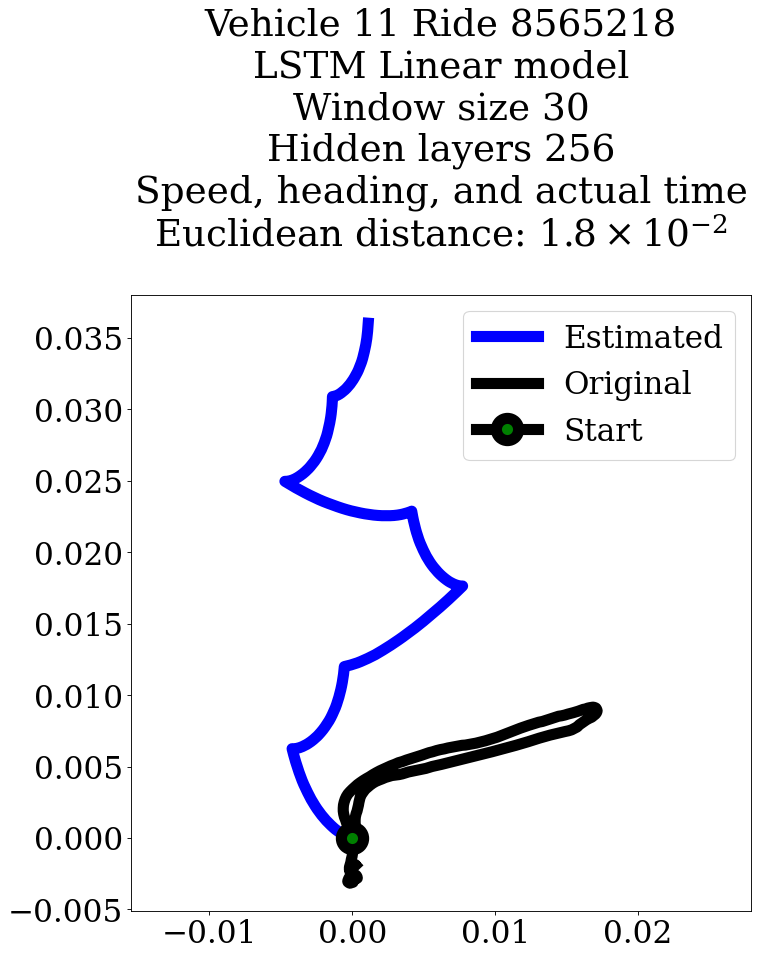 Vehicle 11 Ride 8565218
LSTM Linear model
Window size 30
Hidden layers 256
Speed, heading, and actual time
Euclidean distance: 1.8 × 10⁻²
Estimated
Original
Start
0.035
0.030
0.025
0.020
0.015
0.010
0.005
0.000
−0.005
−0.01
0.00
0.01
0.02